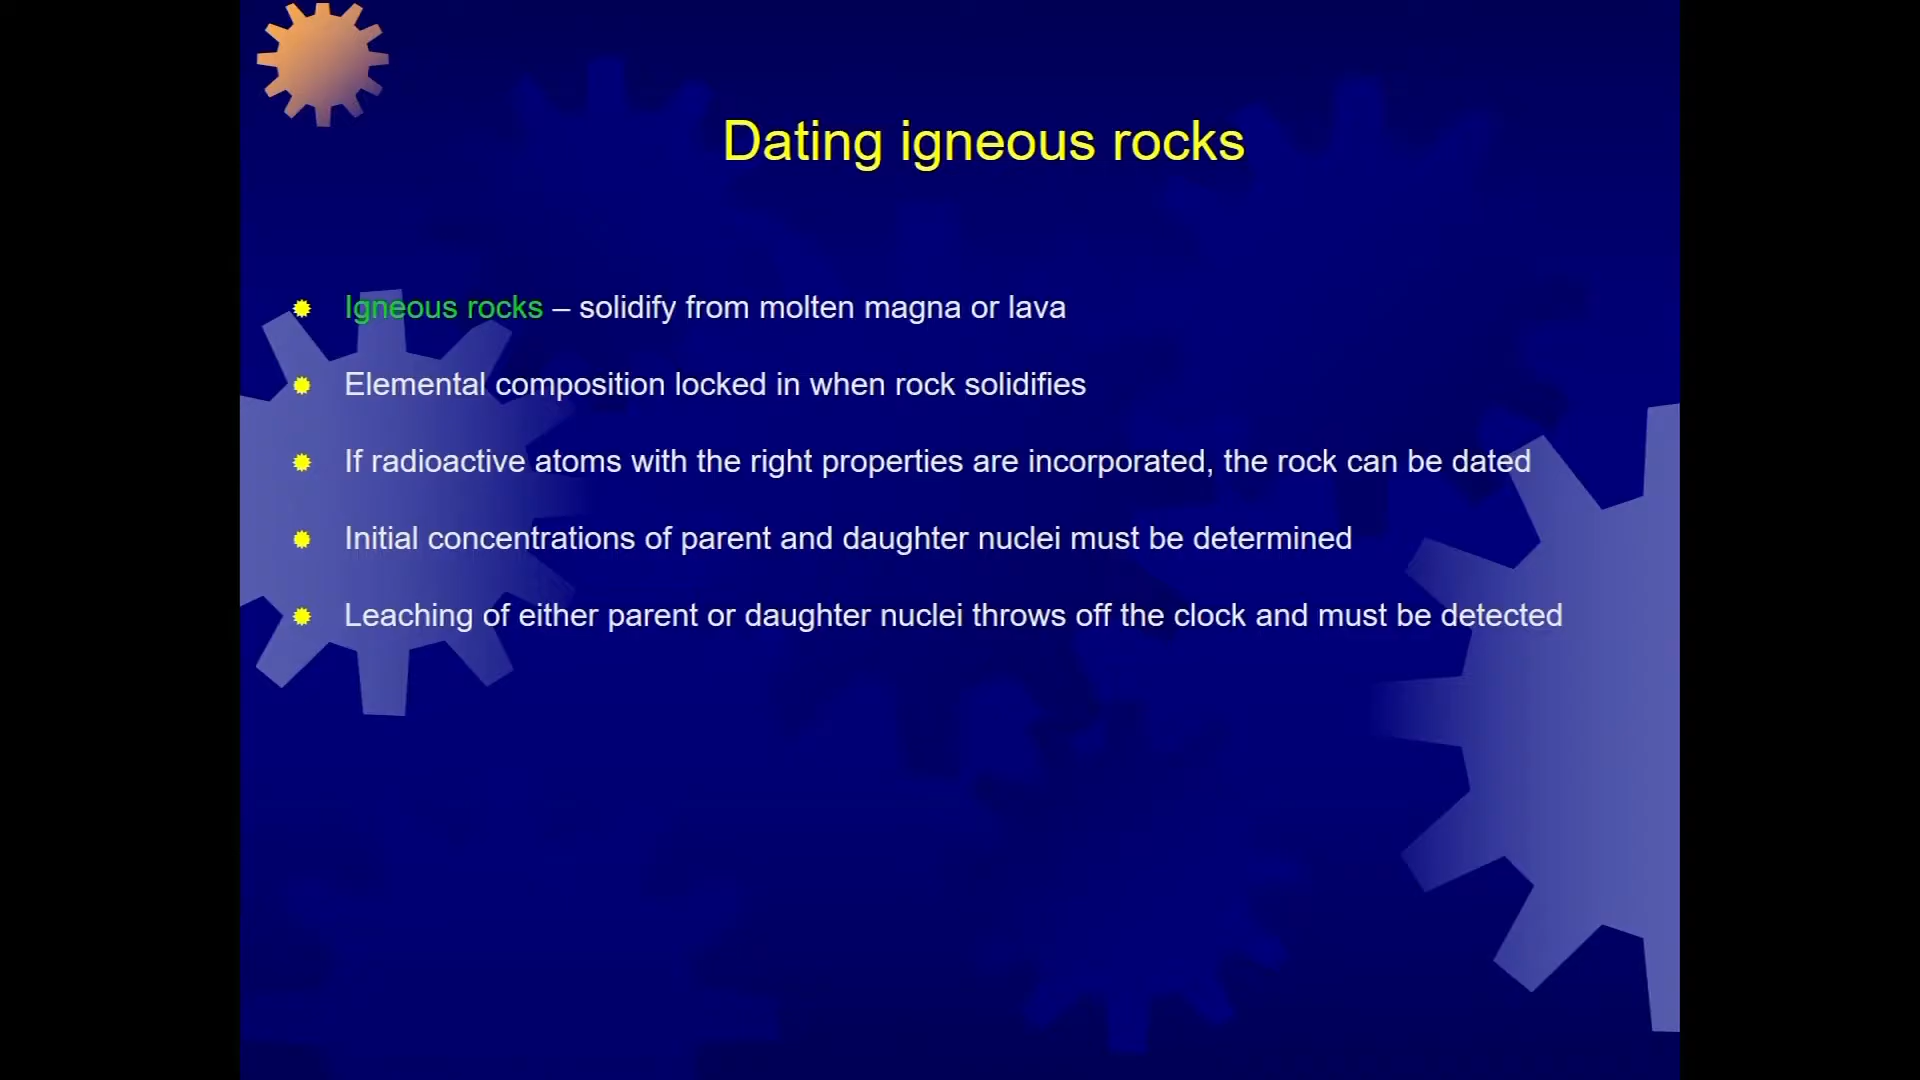 Dating igneous rocks
Igneous rocks – solidify from molten magna or lava
Elemental composition locked in when rock solidifies
If radioactive atoms with the right properties are incorporated, the rock can be dated
Initial concentrations of parent and daughter nuclei must be determined
Leaching of either parent or daughter nuclei throws off the clock and must be detected